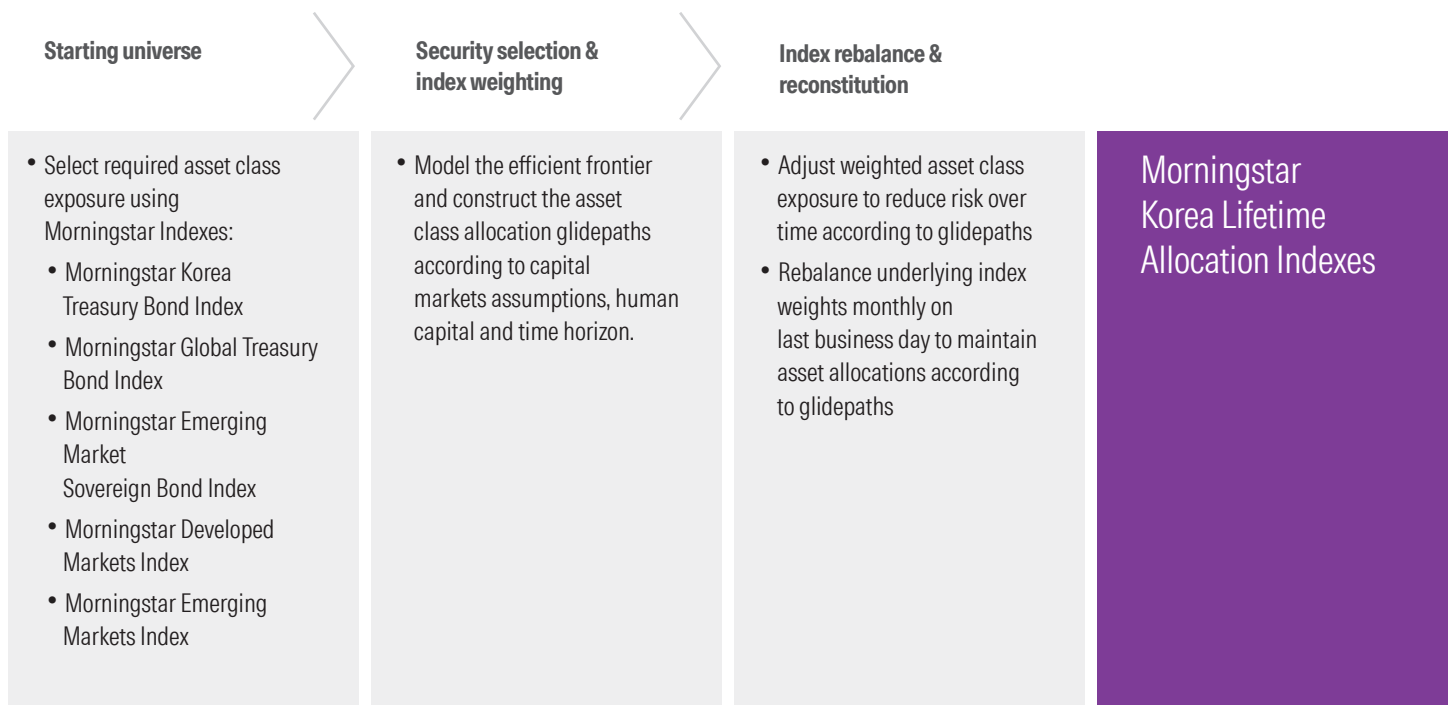 Starting universe
Security selection &
index weighting
Index rebalance &
reconstitution
• Select required asset class
exposure using
Morningstar Indexes:
• Morningstar Korea
Treasury Bond Index
• Morningstar Global Treasury
Bond Index
• Morningstar Emerging
Market
Sovereign Bond Index
• Morningstar Developed
Markets Index
• Morningstar Emerging
Markets Index
• Model the efficient frontier
and construct the asset
class allocation glidepaths
according to capital
markets assumptions, human
capital and time horizon.
• Adjust weighted asset class
exposure to reduce risk over
time according to glidepaths
• Rebalance underlying index
weights monthly on
last business day to maintain
asset allocations according
to glidepaths
Morningstar
Korea Lifetime
Allocation Indexes